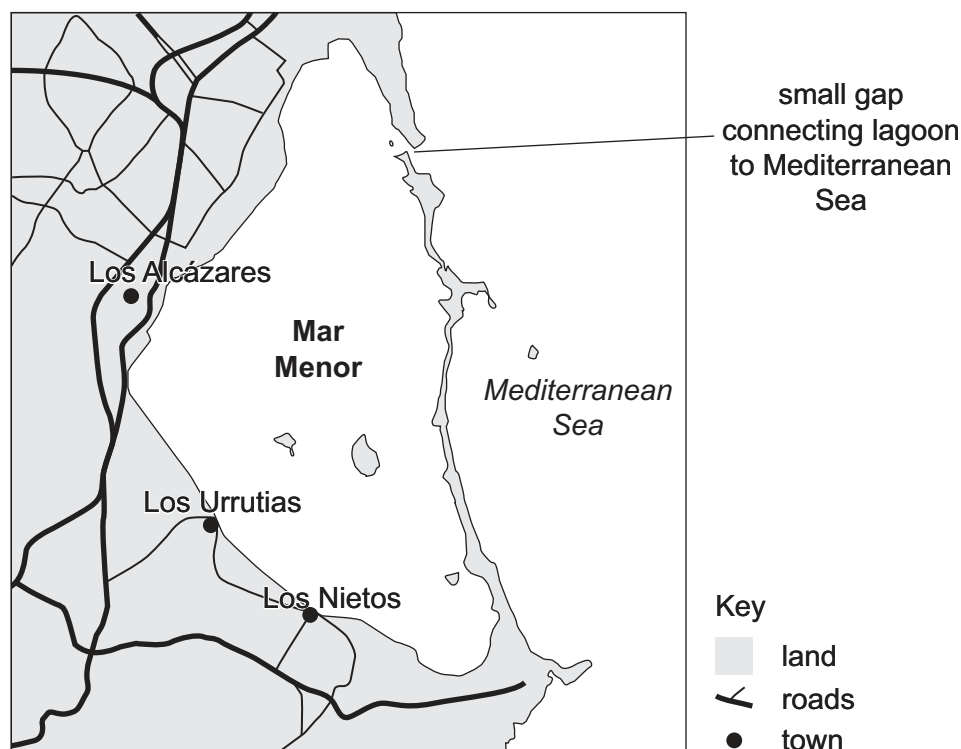 small gap
connecting lagoon
to Mediterranean
Sea
Los Alcázares
Mar
Menor
Mediterranean
Sea
Los Urrutias
Los Nietos
Key
land
roads
town